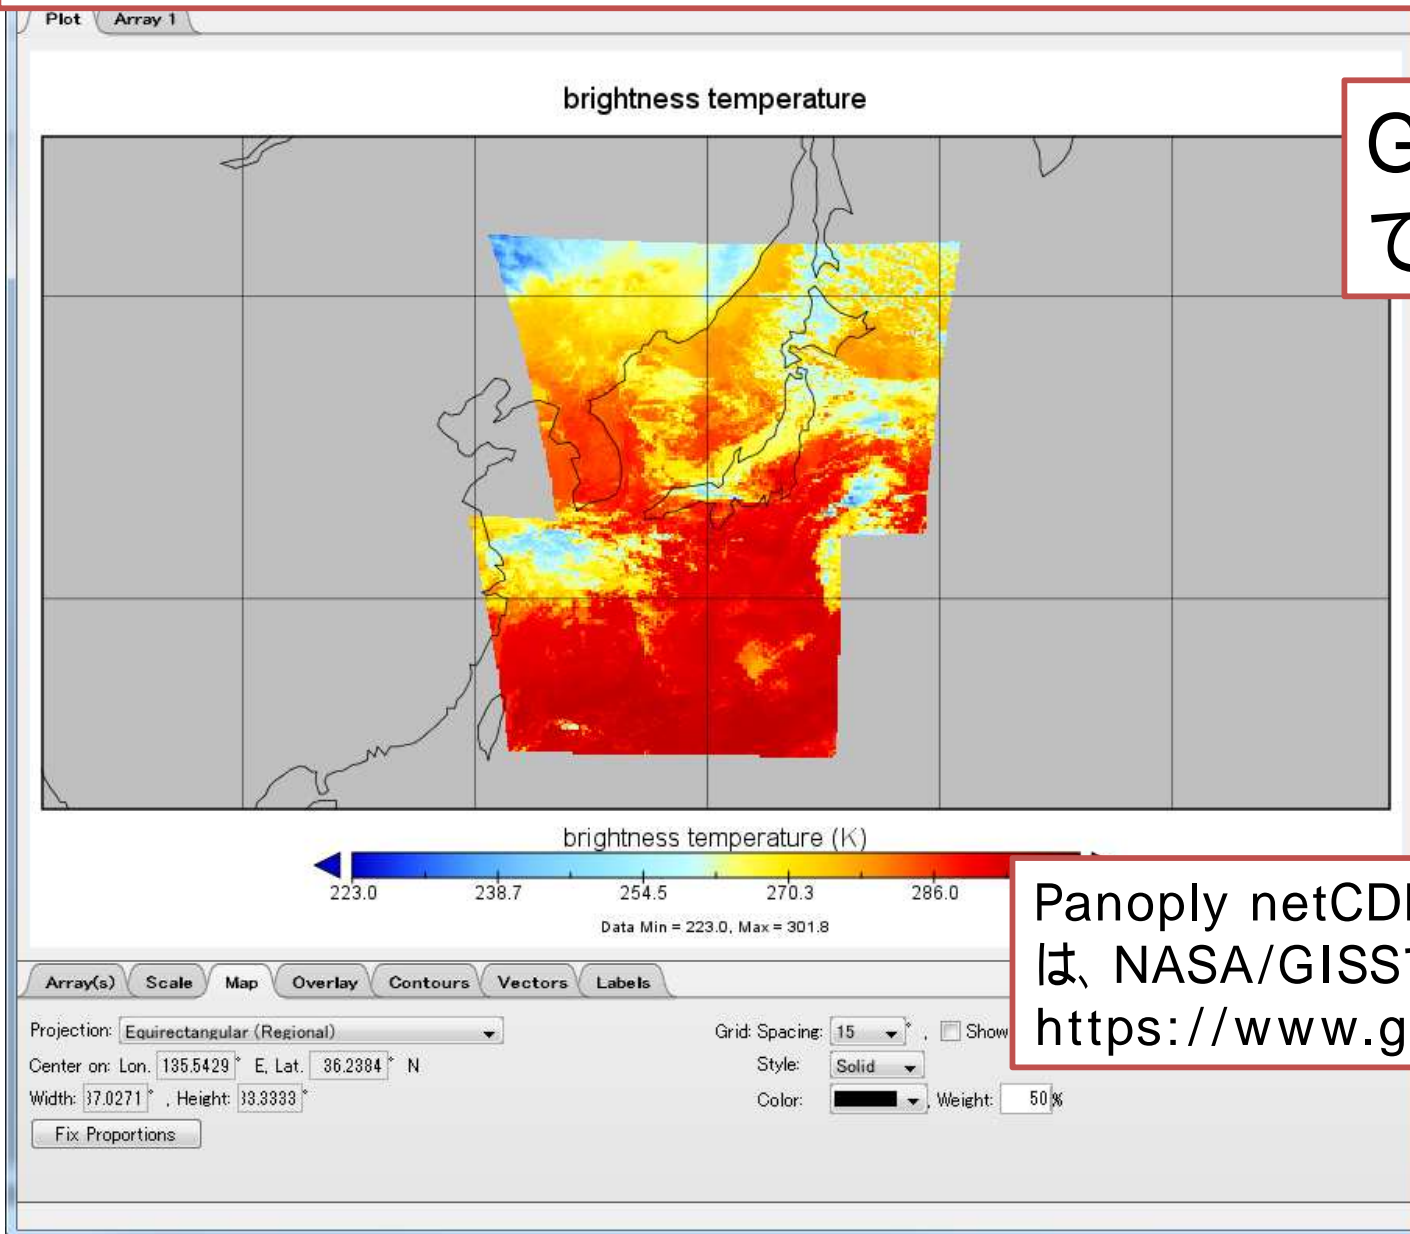 Plot Array 1
brightness temperature
G
て
brightness temperature (K)
223.0 238.7 254.5 270.3 286.0
Data Min = 223.0, Max = 301.8
Panoply netCD
は、NASA/GISS
https://www.g
Array(s) Scale Map Overlay Contours Vectors Labels
Projection: Equirectangular (Regional) Grid: Spacing: 15 °, Show
Center on: Lon. 135.5429 ° E, Lat. 36.2384 ° N Style: Solid
Width: 37.0271 °, Height: 33.3333 ° Color: , Weight: 50 %
Fix Proportions